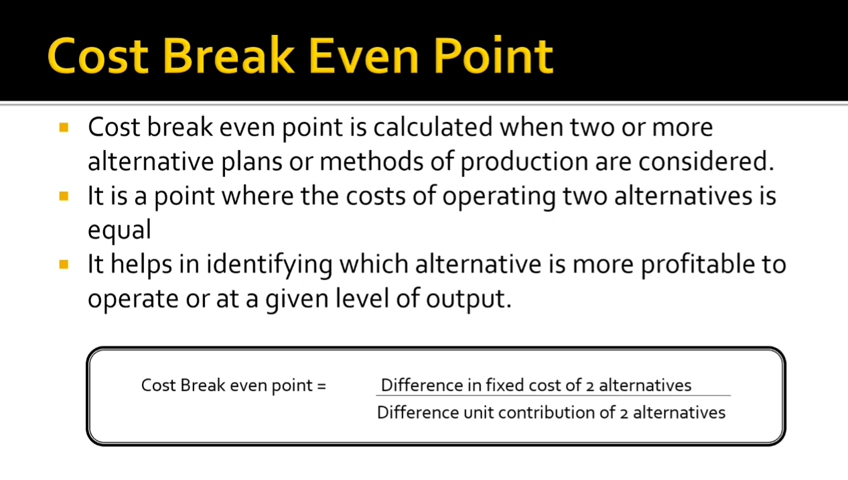 Cost Break Even Point
▪ Cost break even point is calculated when two or more
alternative plans or methods of production are considered.
▪ It is a point where the costs of operating two alternatives is
equal
▪ It helps in identifying which alternative is more profitable to
operate or at a given level of output.
Cost Break even point = Difference in fixed cost of 2 alternatives
Difference unit contribution of 2 alternatives